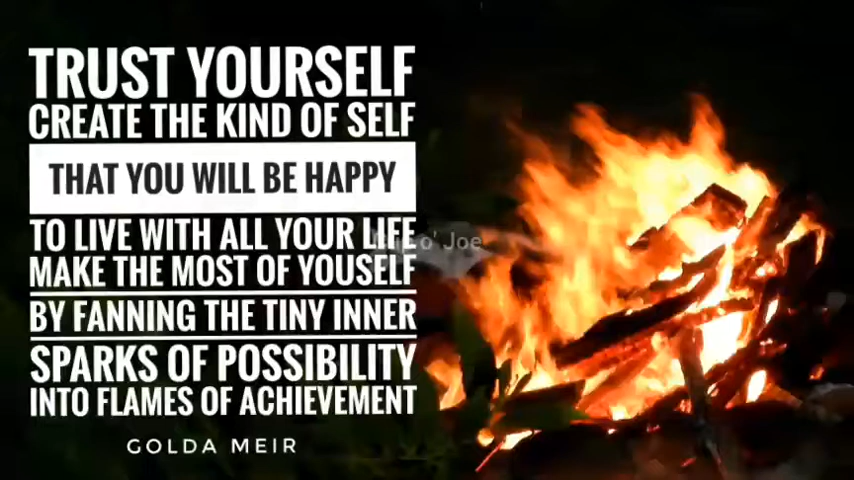 TRUST YOURSELF
CREATE THE KIND OF SELF
THAT YOU WILL BE HAPPY
TO LIVE WITH ALL YOUR LIFE
MAKE THE MOST OF YOUSELF
BY FANNING THE TINY INNER
SPARKS OF POSSIBILITY
INTO FLAMES OF ACHIEVEMENT
GOLDA MEIR
o' Joe